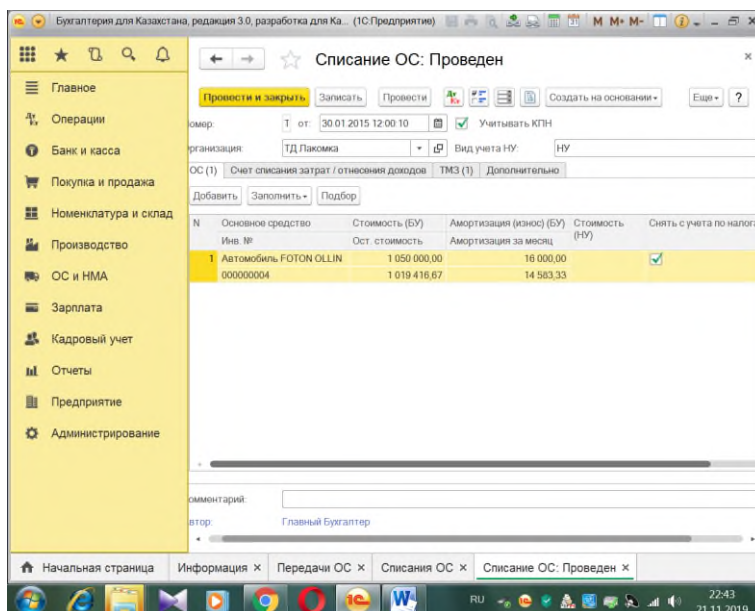 Бухгалтерия для Казахстана, редакция 3.0, разработка для Ка... (1С:Предприятие) M M+ M-
Списание ОС: Проведен
Главное
Операции
Банк и касса
Покупка и продажа
Номенклатура и склад
Производство
ОС и НМА
Зарплата
Кадровый учет
Отчеты
Предприятие
Администрирование
Провести и закрыть Записать Провести Создать на основании Еще ?
омер: Т от: 30.01.2015 12:00:10 Учитывать КПН
рганизация: ТД Лакомка Вид учета НУ: НУ
ОС (1) Счет списания затрат / отнесения доходов ТМЗ (1) Дополнительно
Добавить Заполнить Подбор
N Основное средство Стоимость (БУ) Амортизация (износ) (БУ) Стоимость (НУ) Снять с учета по налога
Инв. № Ост. стоимость Амортизация за месяц
1 Автомобиль FOTON OLLIN 1 050 000,00 16 000,00
000000004 1 019 416,67 14 583,33
омментарий:
втор: Главный Бухгалтер
Начальная страница Информация × Передачи ОС × Списания ОС × Списание ОС: Проведен ×
RU 22:43
21.11.2019